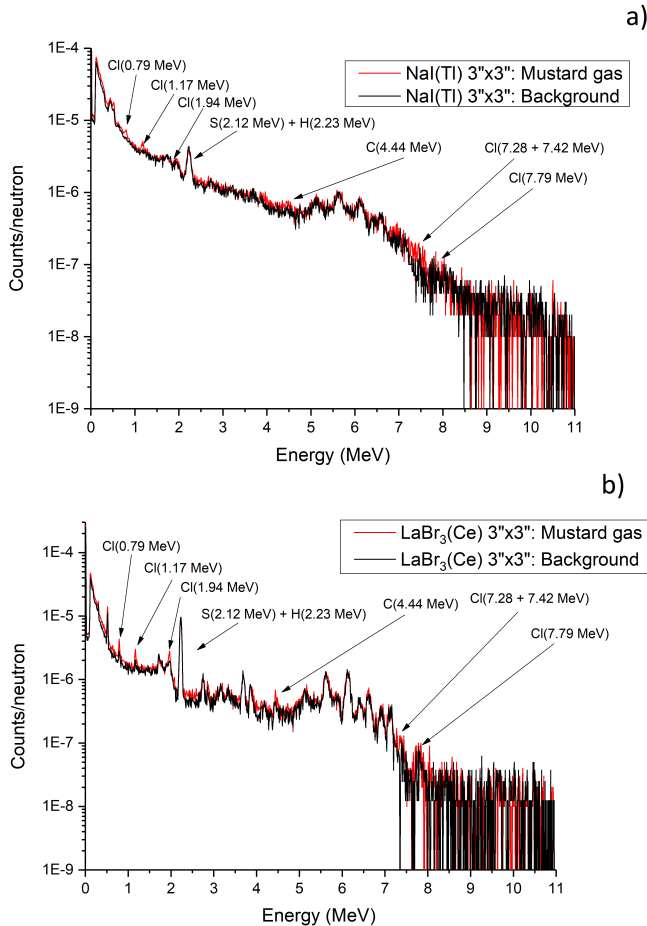 a)
1E-4
1E-5
1E-6
1E-7
1E-8
1E-9
Counts/neutron
Cl(0.79 MeV)
Cl(1.17 MeV)
Cl(1.94 MeV)
S(2.12 MeV) + H(2.23 MeV)
C(4.44 MeV)
Cl(7.28 + 7.42 MeV)
Cl(7.79 MeV)
NaI(Tl) 3"x3": Mustard gas
NaI(Tl) 3"x3": Background
0 1 2 3 4 5 6 7 8 9 10 11
Energy (MeV)
b)
1E-4
1E-5
1E-6
1E-7
1E-8
1E-9
Counts/neutron
Cl(0.79 MeV)
Cl(1.17 MeV)
Cl(1.94 MeV)
S(2.12 MeV) + H(2.23 MeV)
C(4.44 MeV)
Cl(7.28 + 7.42 MeV)
Cl(7.79 MeV)
LaBr3(Ce) 3"x3": Mustard gas
LaBr3(Ce) 3"x3": Background
0 1 2 3 4 5 6 7 8 9 10 11
Energy (MeV)